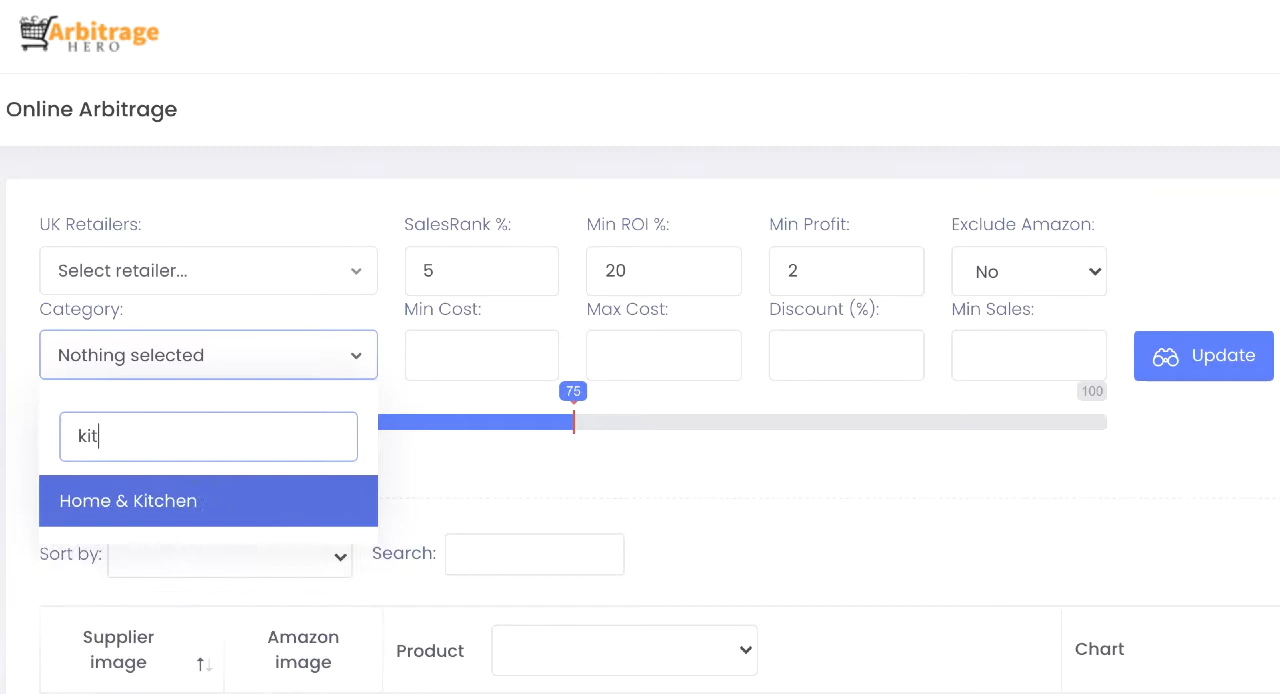 Arbitrage
HERO
Online Arbitrage
UK Retailers: SalesRank %: Min ROI %: Min Profit: Exclude Amazon:
Select retailer... 5 20 2 No
Category: Min Cost: Max Cost: Discount (%): Min Sales:
Nothing selected Update
75 100
kit
Home & Kitchen
Sort by: Search:
Supplier image Amazon image Product Chart